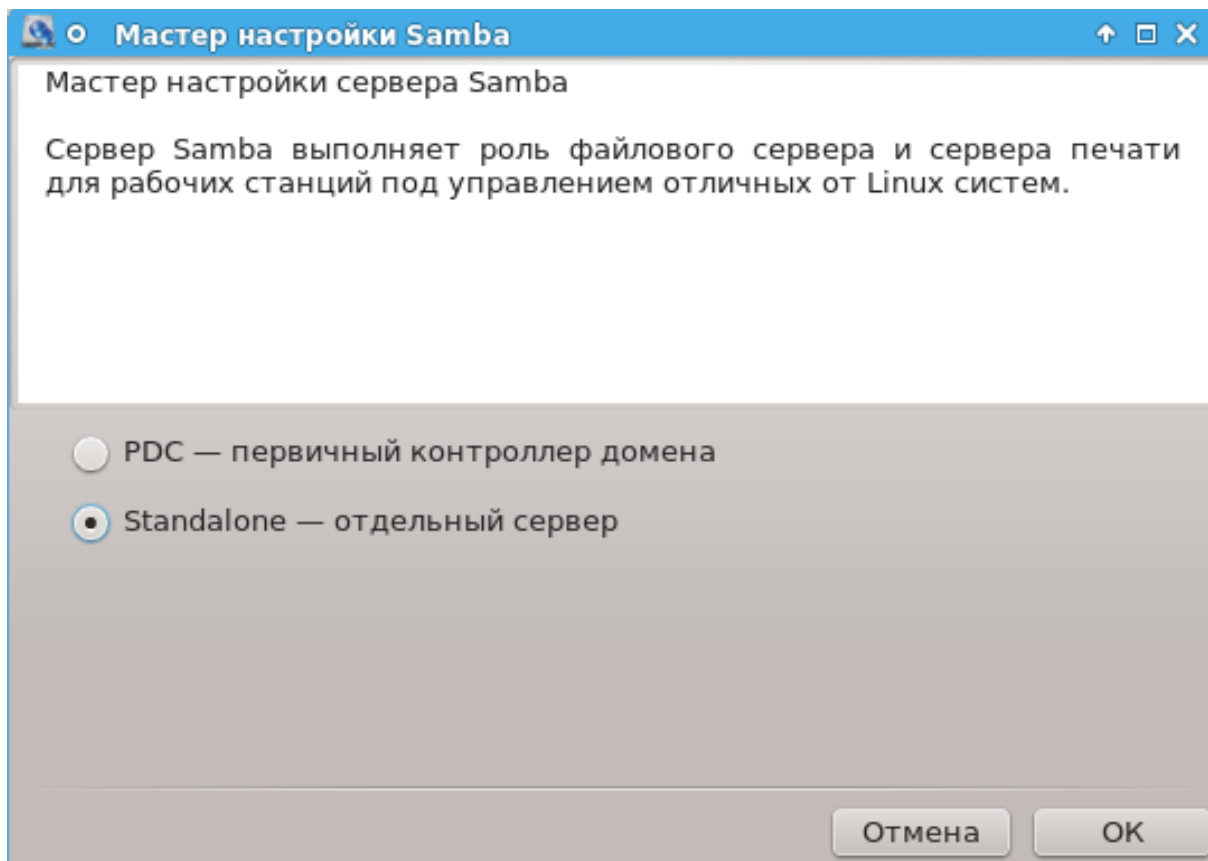 Мастер настройки Samba
Мастер настройки сервера Samba
Сервер Samba выполняет роль файлового сервера и сервера печати
для рабочих станций под управлением отличных от Linux систем.
PDC — первичный контроллер домена
Standalone — отдельный сервер
Отмена
ОК